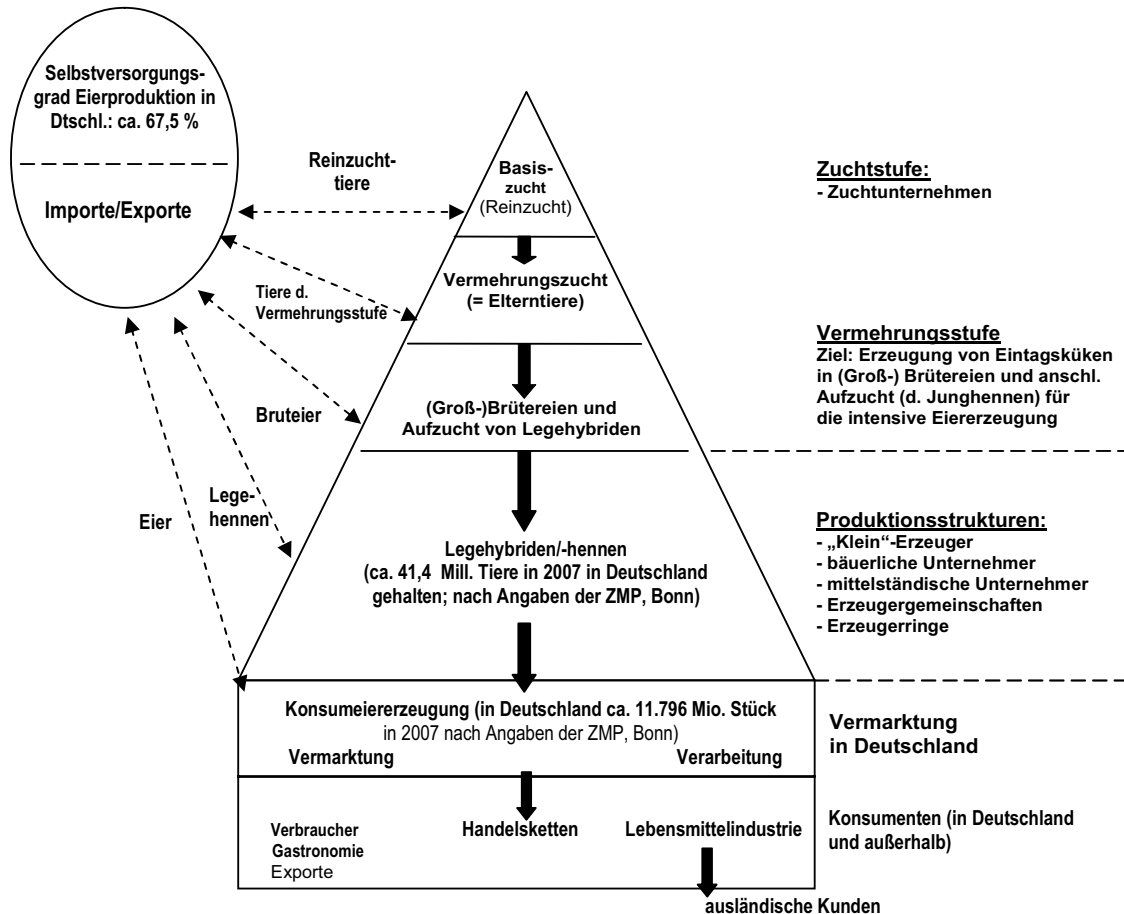 Selbstversorgungs-
grad Eierproduktion in
Dtschl.: ca. 67,5 %
Importe/Exporte
Reinzucht-
tiere
Tiere d.
Vermehrungsstufe
Bruteier
Lege-
hennen
Eier
Basis-
zucht
(Reinzucht)
Vermehrungszucht
(= Elterntiere)
(Groß-)Brütereien und
Aufzucht von Legehybriden
Legehybriden/-hennen
(ca. 41,4 Mill. Tiere in 2007 in Deutschland
gehalten; nach Angaben der ZMP, Bonn)
Konsumeiererzeugung (in Deutschland ca. 11.796 Mio. Stück
in 2007 nach Angaben der ZMP, Bonn)
Vermarktung Verarbeitung
Verbraucher
Gastronomie
Exporte
Handelsketten
Lebensmittelindustrie
ausländische Kunden
Zuchtstufe:
- Zuchtunternehmen
Vermehrungsstufe
Ziel: Erzeugung von Eintagsküken
in (Groß-) Brütereien und anschl.
Aufzucht (d. Junghennen) für
die intensive Eiererzeugung
Produktionsstrukturen:
- „Klein“-Erzeuger
- bäuerliche Unternehmer
- mittelständische Unternehmer
- Erzeugergemeinschaften
- Erzeugerringe
Vermarktung
in Deutschland
Konsumenten (in Deutschland
und außerhalb)